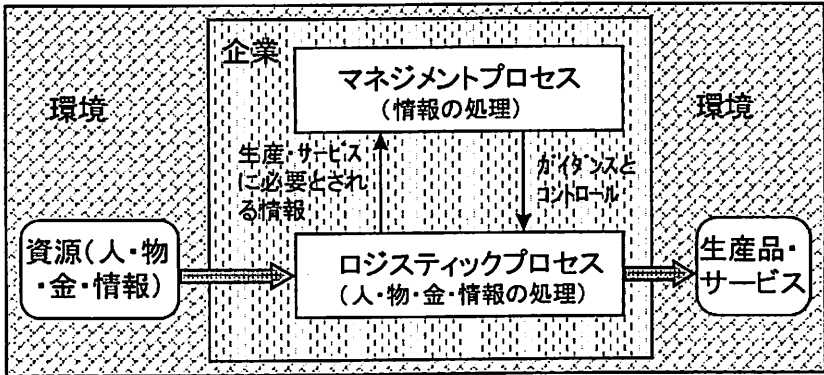 企業
マネジメントプロセス
(情報の処理)
環境
環境
生産・サービス
に必要とされ
る情報
ガイダンスと
コントロール
資源(人・物
・金・情報)
ロジスティックプロセス
(人・物・金・情報の処理)
生産品・
サービス